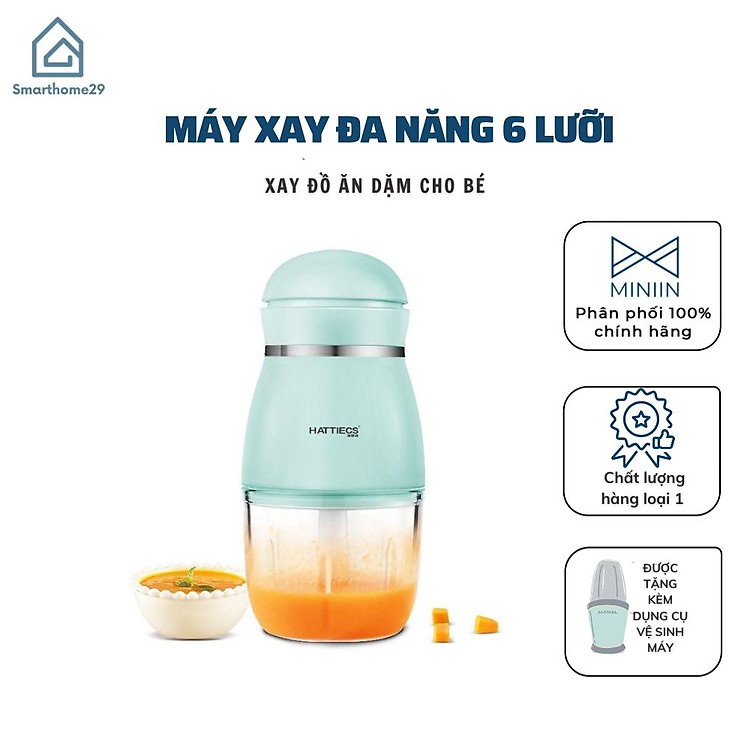 Smarthome29
MÁY XAY ĐA NĂNG 6 LƯỠI
XAY ĐỒ ĂN DẶM CHO BÉ
MINIIN
Phân phối 100%
chính hãng
HATTIECS
Chất lượng
hàng loại 1
ĐƯỢC
TẶNG
KÈM
DỤNG CỤ
VỆ SINH
MÁY